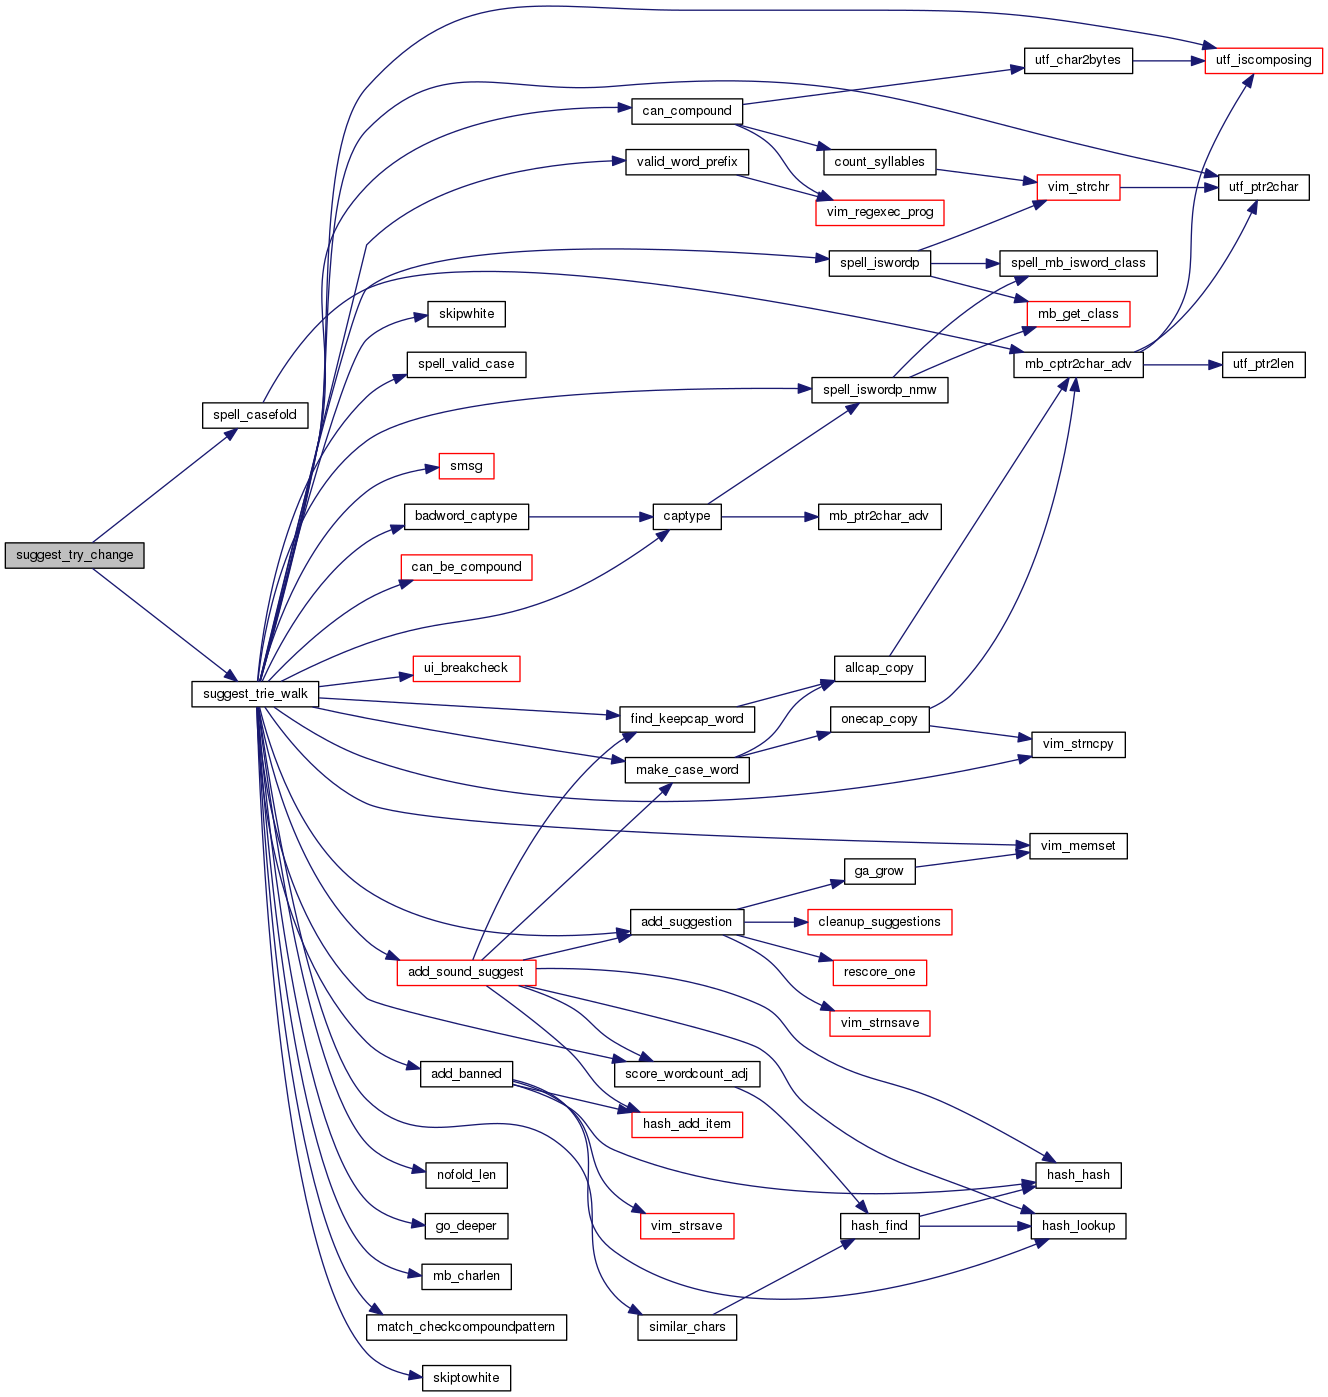 utf_char2bytes
utf_iscomposing
can_compound
count_syllables
valid_word_prefix
vim_strchr
utf_ptr2char
vim_regexec_prog
spell_iswordp
spell_mb_isword_class
skipwhite
mb_get_class
spell_valid_case
mb_cptr2char_adv
utf_ptr2len
spell_iswordp_nmw
spell_casefold
smsg
badword_captype
captype
mb_ptr2char_adv
suggest_try_change
can_be_compound
ui_breakcheck
allcap_copy
suggest_trie_walk
find_keepcap_word
onecap_copy
vim_strncpy
make_case_word
vim_memset
ga_grow
add_suggestion
cleanup_suggestions
add_sound_suggest
rescore_one
vim_strnsave
add_banned
score_wordcount_adj
hash_add_item
nofold_len
hash_hash
go_deeper
vim_strsave
hash_find
hash_lookup
mb_charlen
match_checkcompoundpattern
similar_chars
skiptowhite